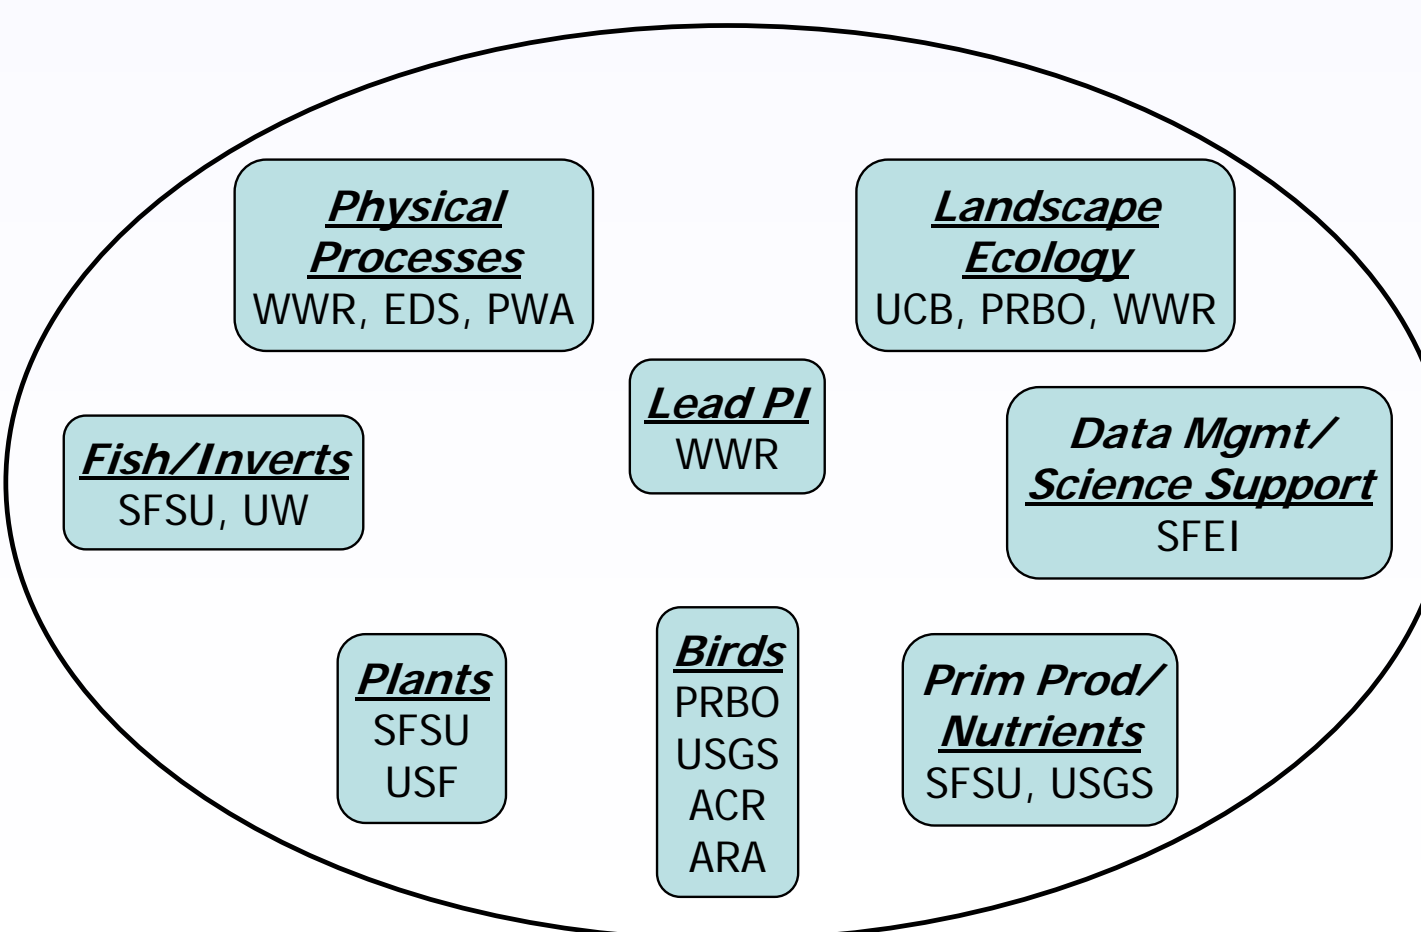 Physical
Processes
WWR, EDS, PWA
Landscape
Ecology
UCB, PRBO, WWR
Lead PI
WWR
Fish/Inverts
SFSU, UW
Data Mgmt/
Science Support
SFEI
Plants
SFSU
USF
Birds
PRBO
USGS
ACR
ARA
Prim Prod/
Nutrients
SFSU, USGS